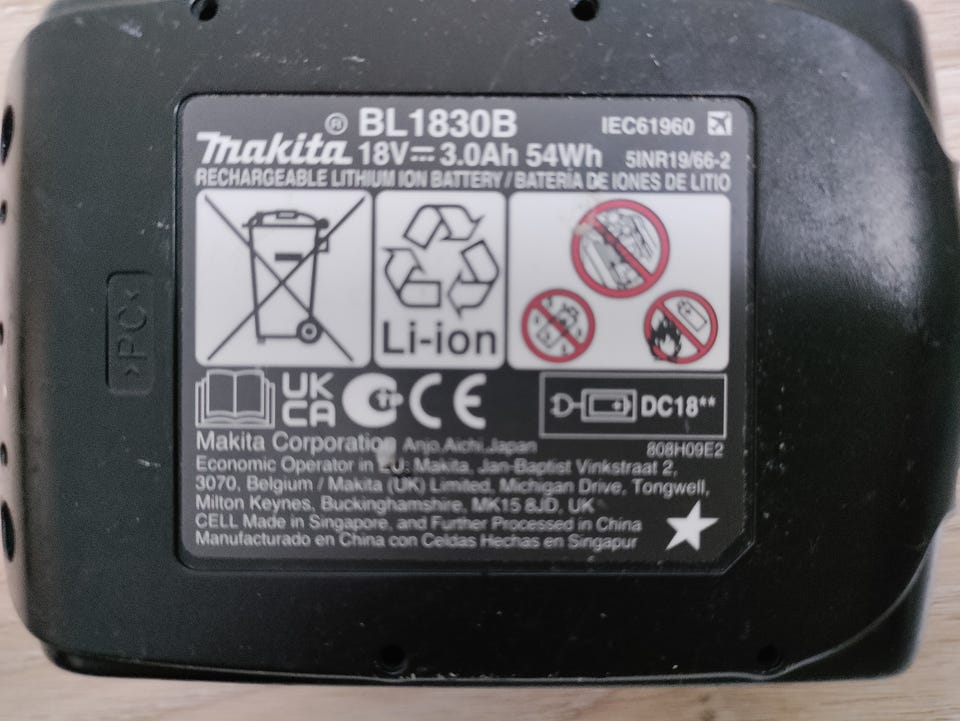 ® BL1830B
IEC61960
makita 18V⎓3.0Ah 54Wh
5INR19/66-2
RECHARGEABLE LITHIUM ION BATTERY / BATERÍA DE IONES DE LITIO
Li-ion
>PC<
UK
CA
CE
DC18**
808H09E2
Makita Corporation Anjo, Aichi, Japan
Economic Operator in EU: Makita, Jan-Baptist Vinkstraat 2,
3070, Belgium / Makita (UK) Limited, Michigan Drive, Tongwell,
Milton Keynes, Buckinghamshire, MK15 8JD, UK
CELL Made in Singapore, and Further Processed in China
Manufacturado en China con Celdas Hechas en Singapur